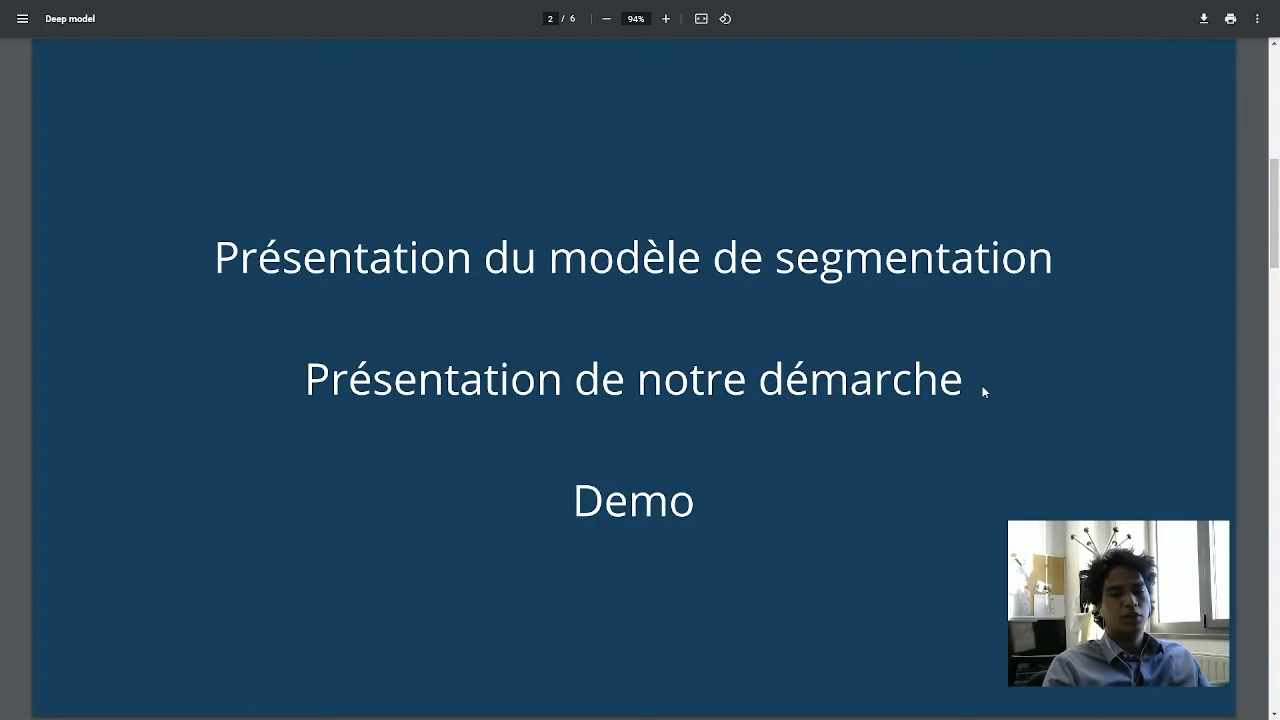 Deep model
2 / 6
94%
Présentation du modèle de segmentation
Présentation de notre démarche
Demo